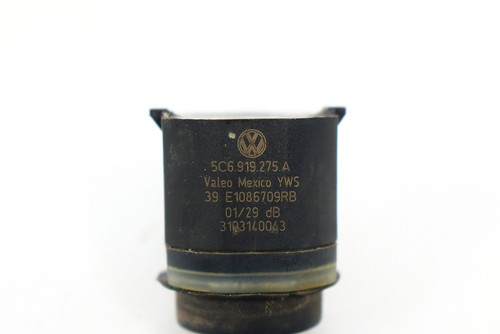 5C6.919.275.A
Valeo Mexico YWS
39 E1086709RB
01/29 dB
3103140043